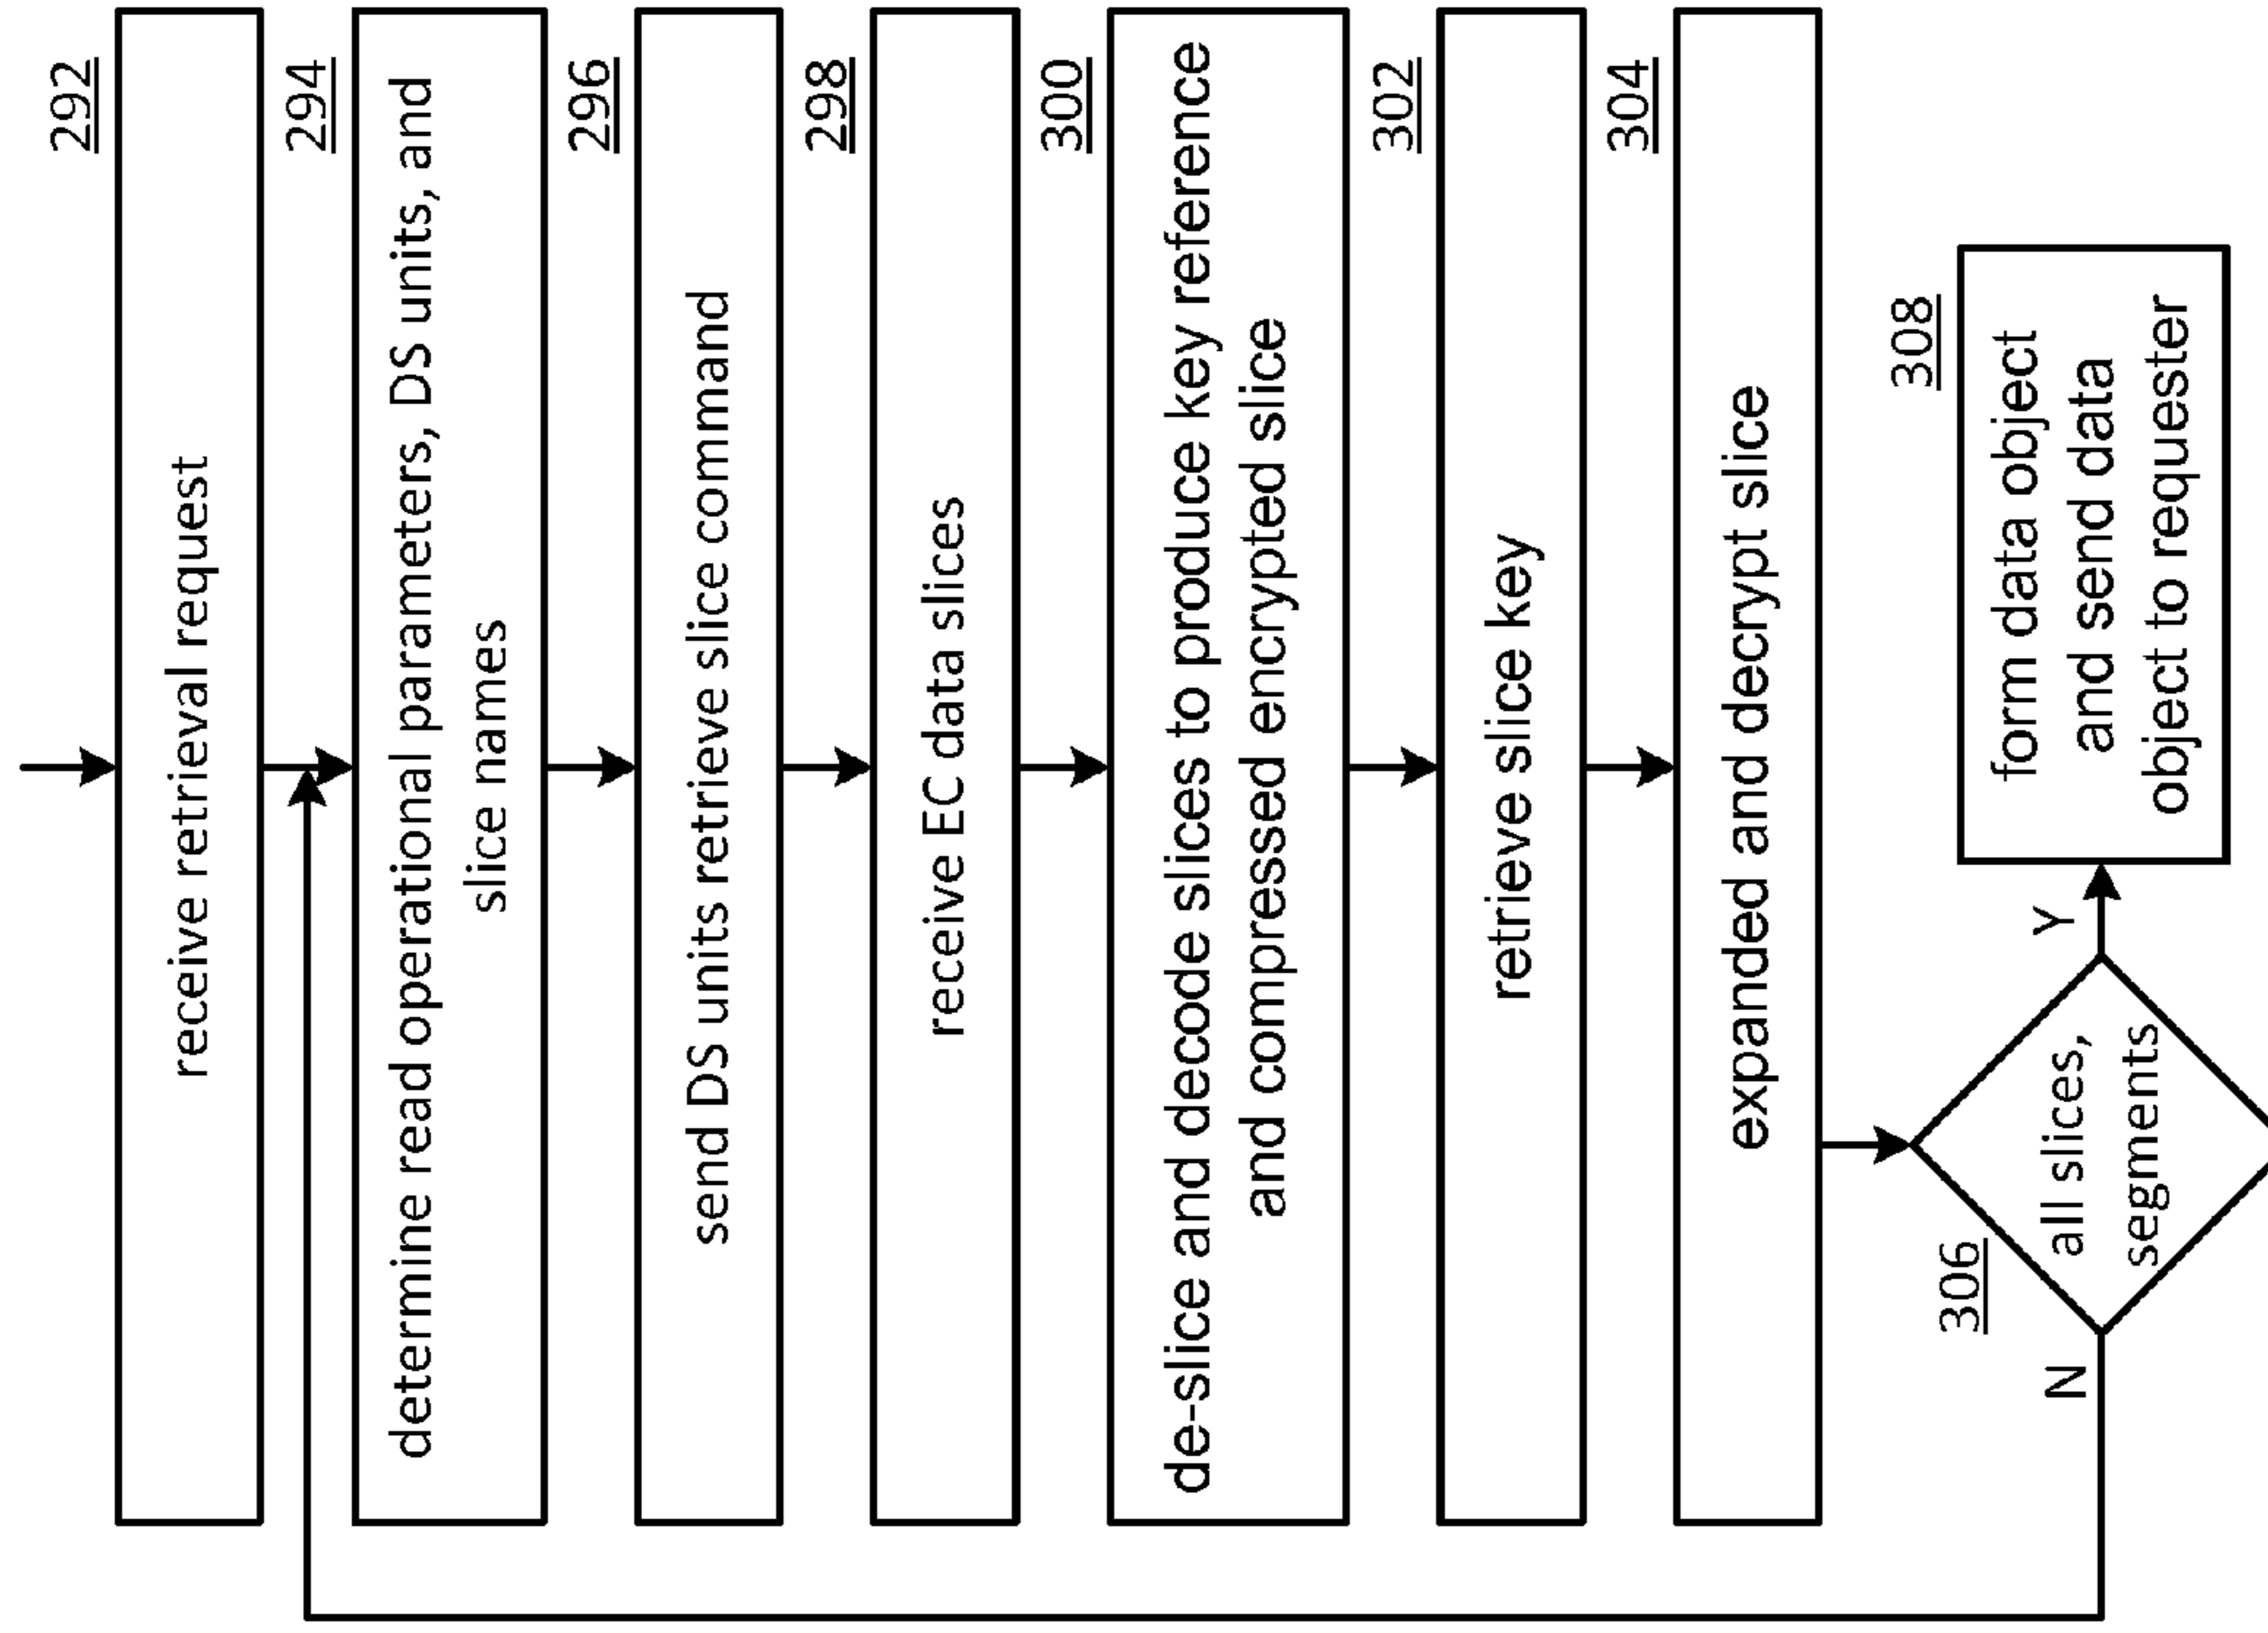 292
receive retrieval request
294
determine read operational parameters, DS units, and
slice names
296
send DS units retrieve slice command
298
receive EC data slices
300
de-slice and decode slices to produce key reference
and compressed encrypted slice
302
retrieve slice key
304
expanded and decrypt slice
306
all slices,
segments
N
Y
308
form data object
and send data
object to requester